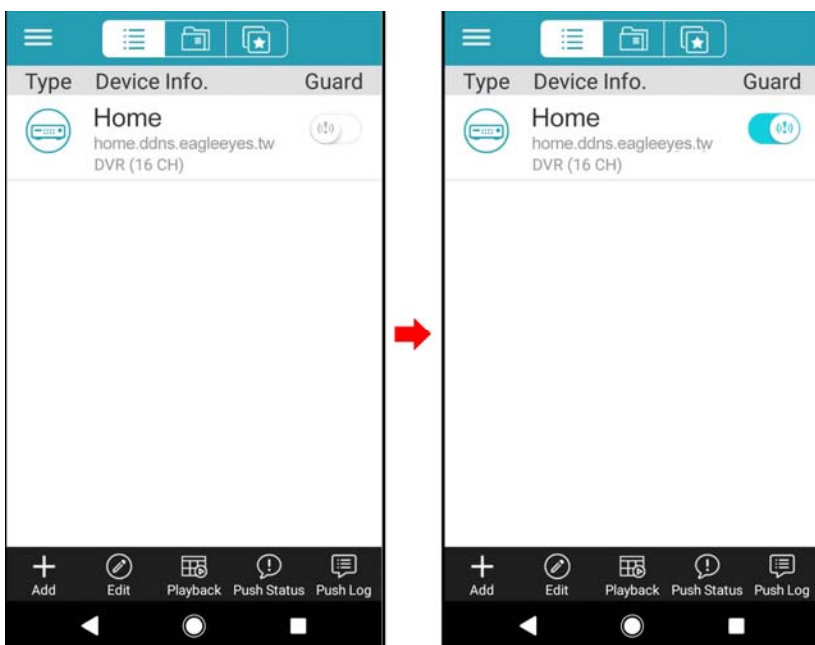 Type Device Info. Guard
Home
home.ddns.eagleeyes.tw
DVR (16 CH)
Add Edit Playback Push Status Push Log
Type Device Info. Guard
Home
home.ddns.eagleeyes.tw
DVR (16 CH)
Add Edit Playback Push Status Push Log